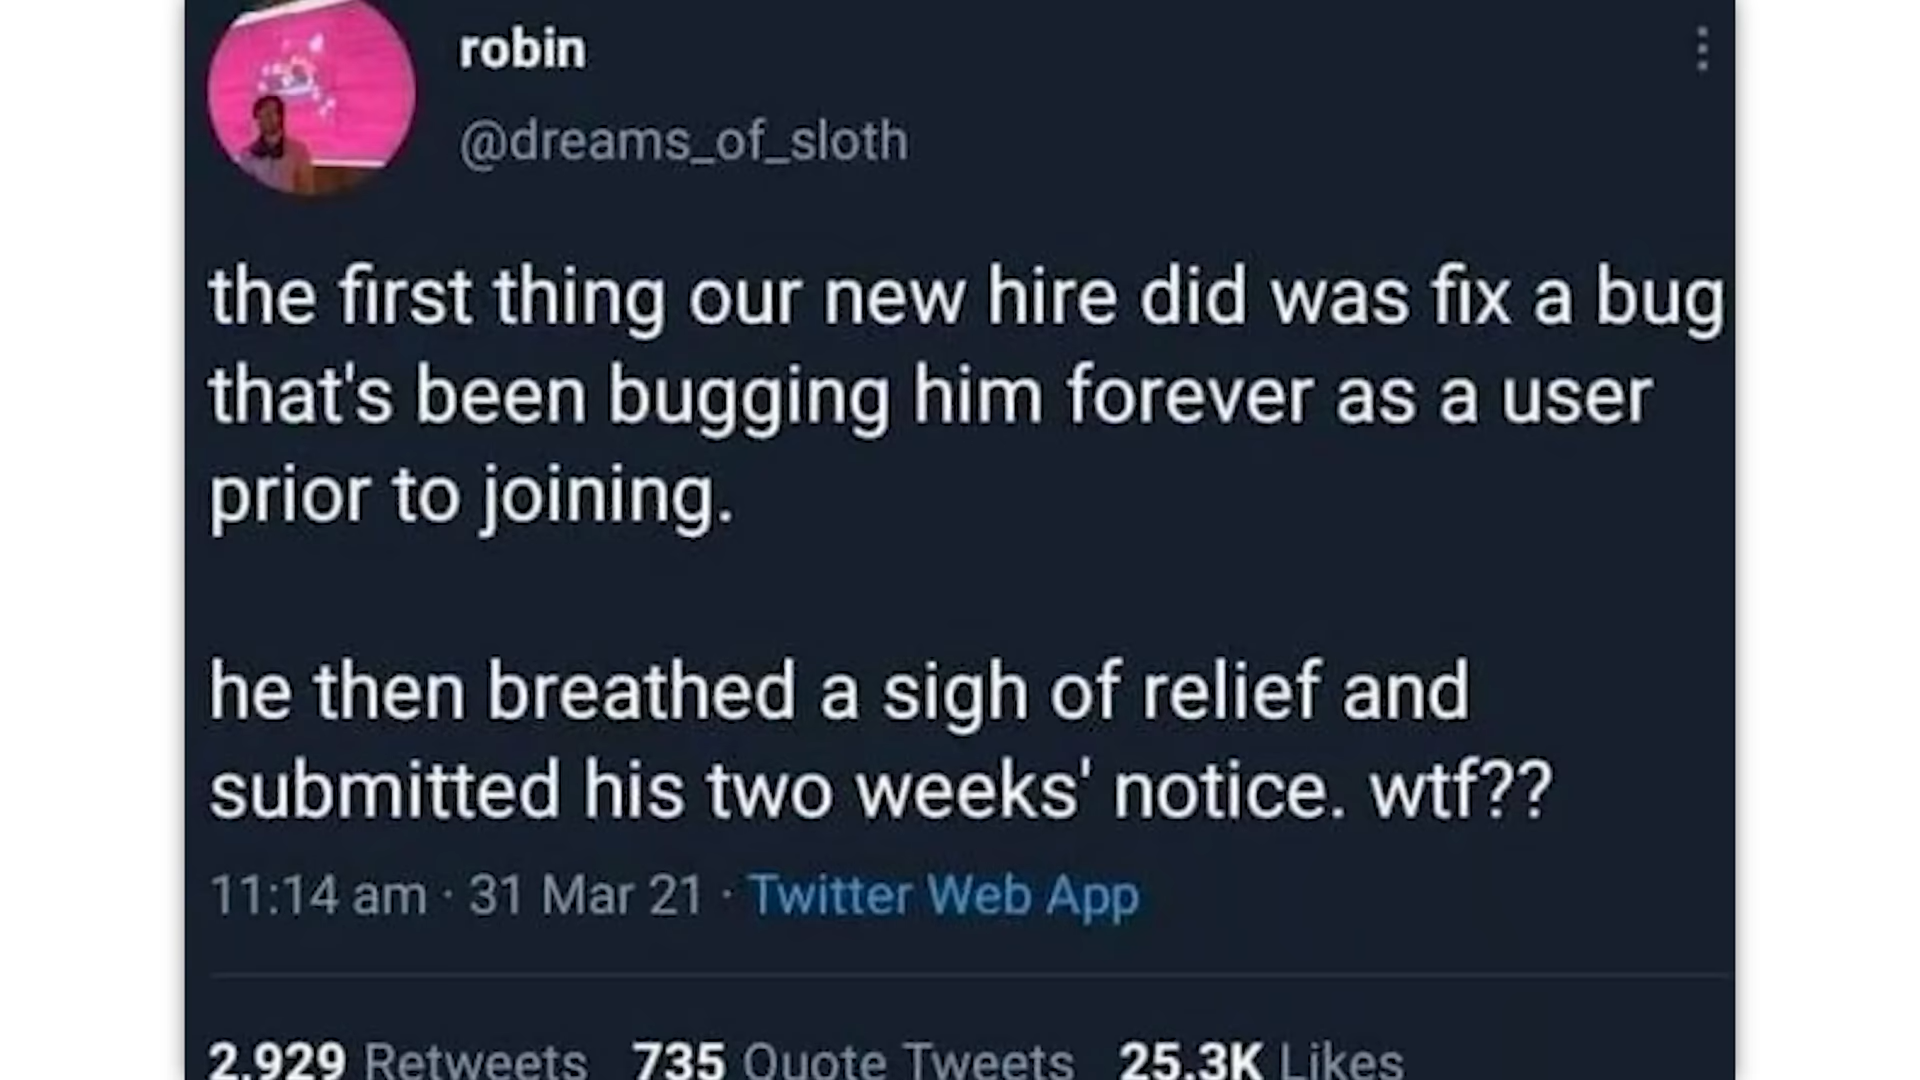 robin
@dreams_of_sloth
the first thing our new hire did was fix a bug
that's been bugging him forever as a user
prior to joining.
he then breathed a sigh of relief and
submitted his two weeks' notice. wtf??
11:14 am · 31 Mar 21 · Twitter Web App
2,929 Retweets 735 Quote Tweets 25.3K Likes